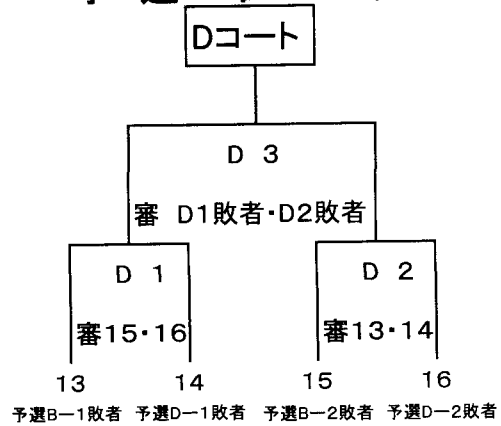 Dコート
D 3
審 D1敗者・D2敗者
D 1 D 2
審15・16 審13・14
13 14 15 16
予選B－1敗者 予選D－1敗者 予選B－2敗者 予選D－2敗者